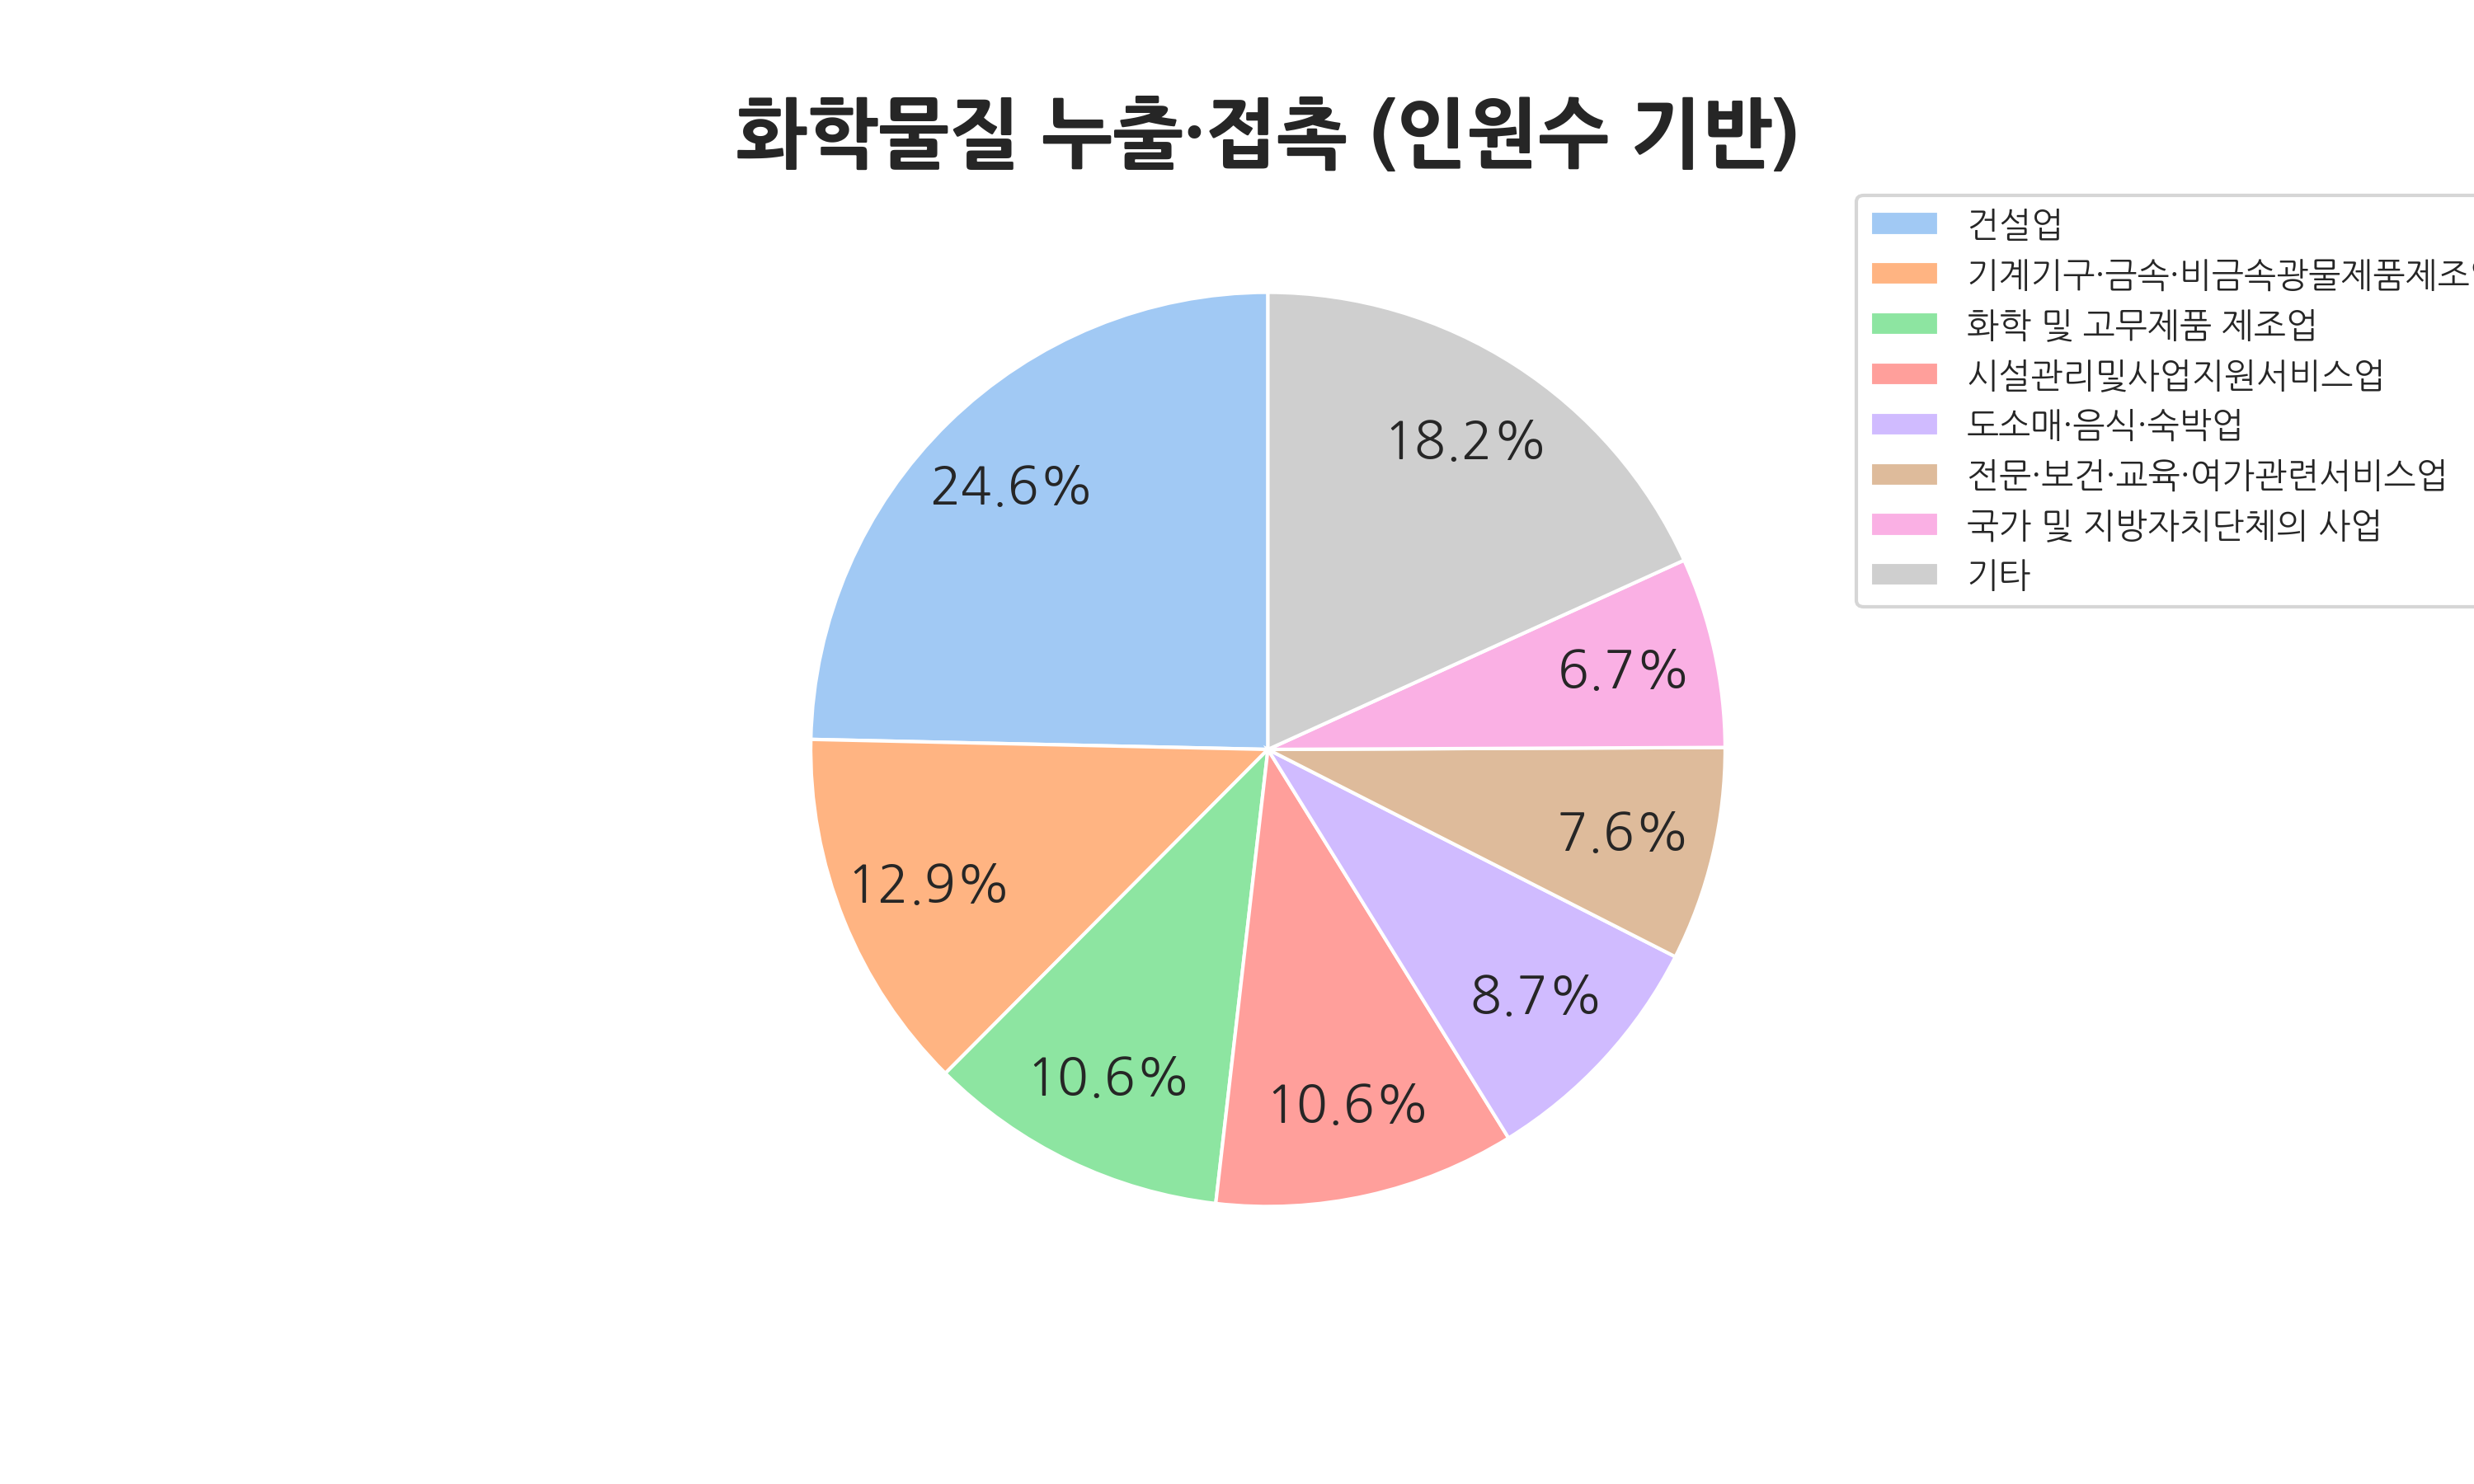 화학물질 누출·접촉 (인원수 기반)
건설업
기계기구·금속·비금속광물제품제조
화학 및 고무제품 제조업
시설관리및사업지원서비스업
도소매·음식·숙박업
전문·보건·교육·여가관련서비스업
국가 및 지방자치단체의 사업
기타
18.2%
24.6%
6.7%
7.6%
12.9%
8.7%
10.6%
10.6%